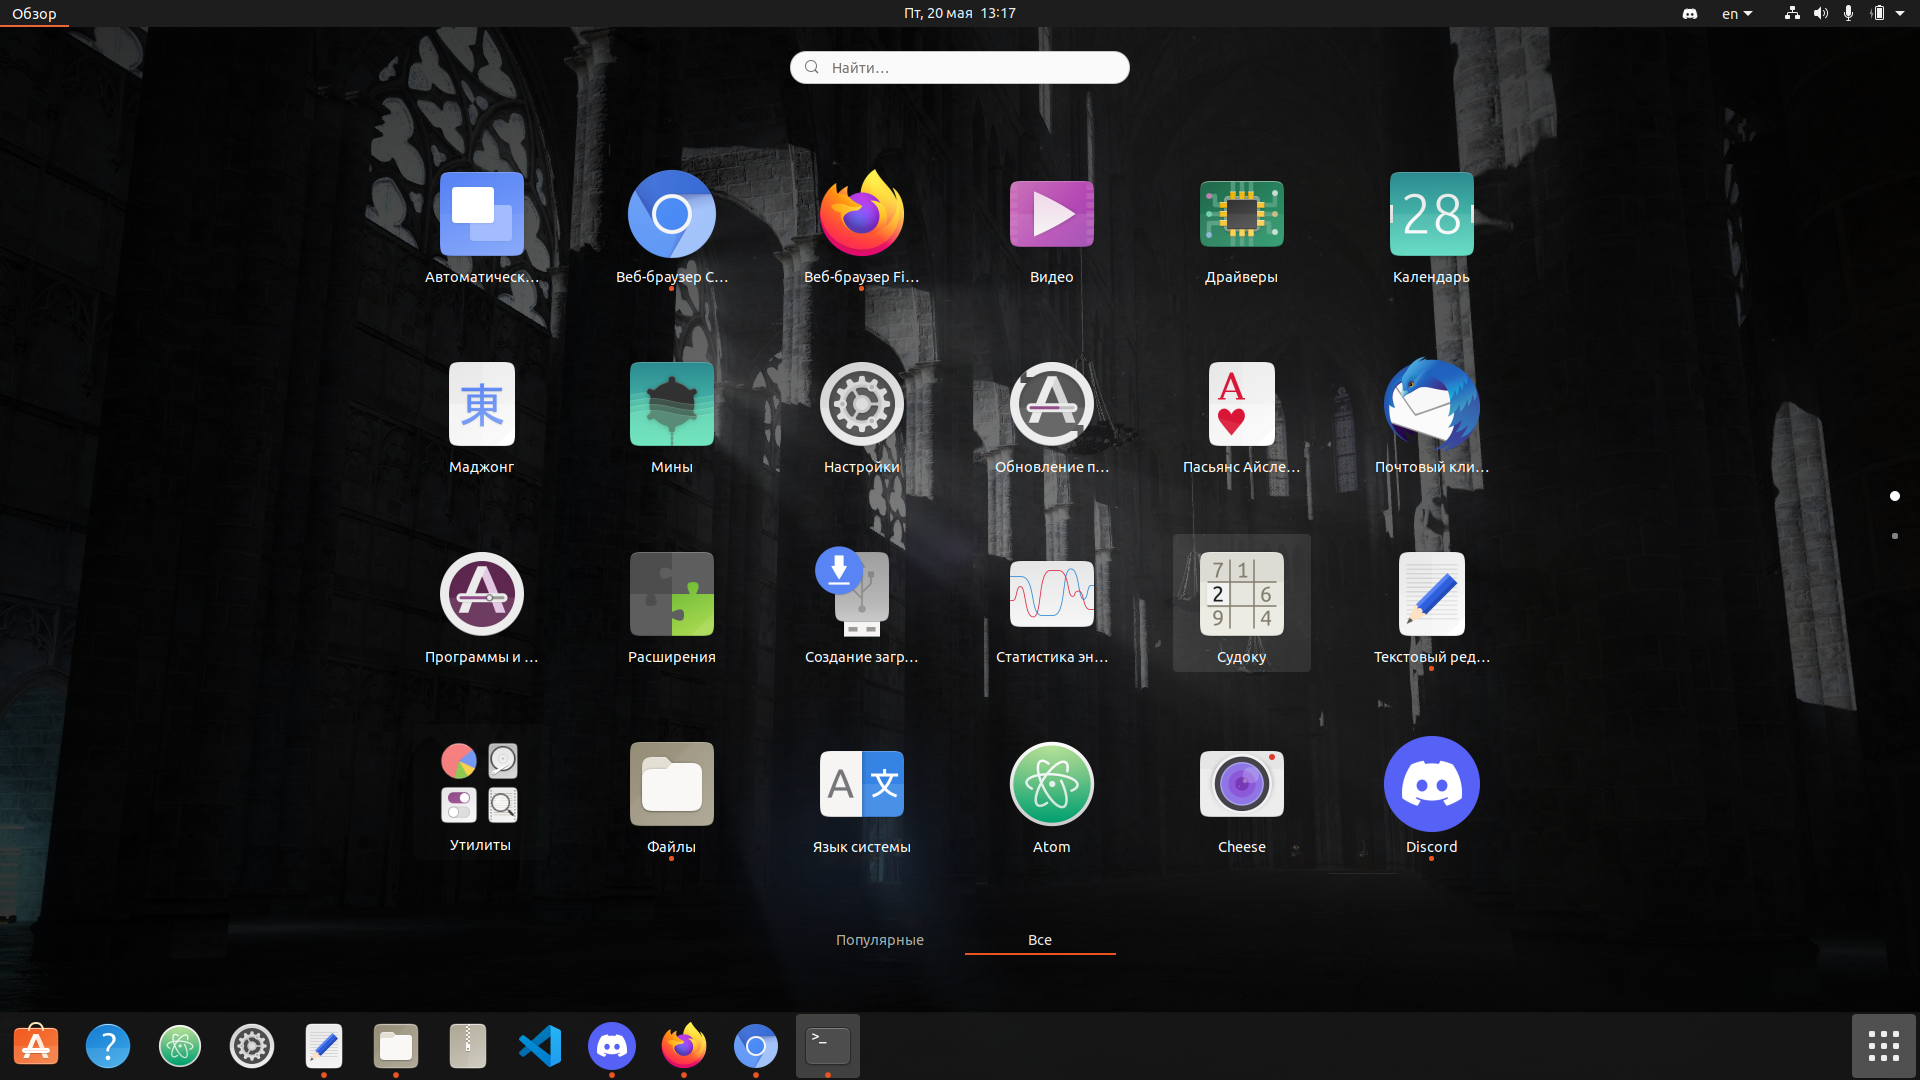 Обзор
Пт, 20 мая 13:17
en
Найти…
Автоматическ…
Веб-браузер C…
Веб-браузер Fi…
Видео
Драйверы
28
Календарь
東
Маджонг
Мины
Настройки
Обновление п…
A
Пасьянс Айсле…
Почтовый кли…
Программы и …
Расширения
Создание загр…
Статистика эн…
7 1
2 6
9 4
Судоку
Текстовый ред…
Утилиты
Файлы
A 文
Язык системы
Atom
Cheese
Discord
Популярные
Все
?
>_